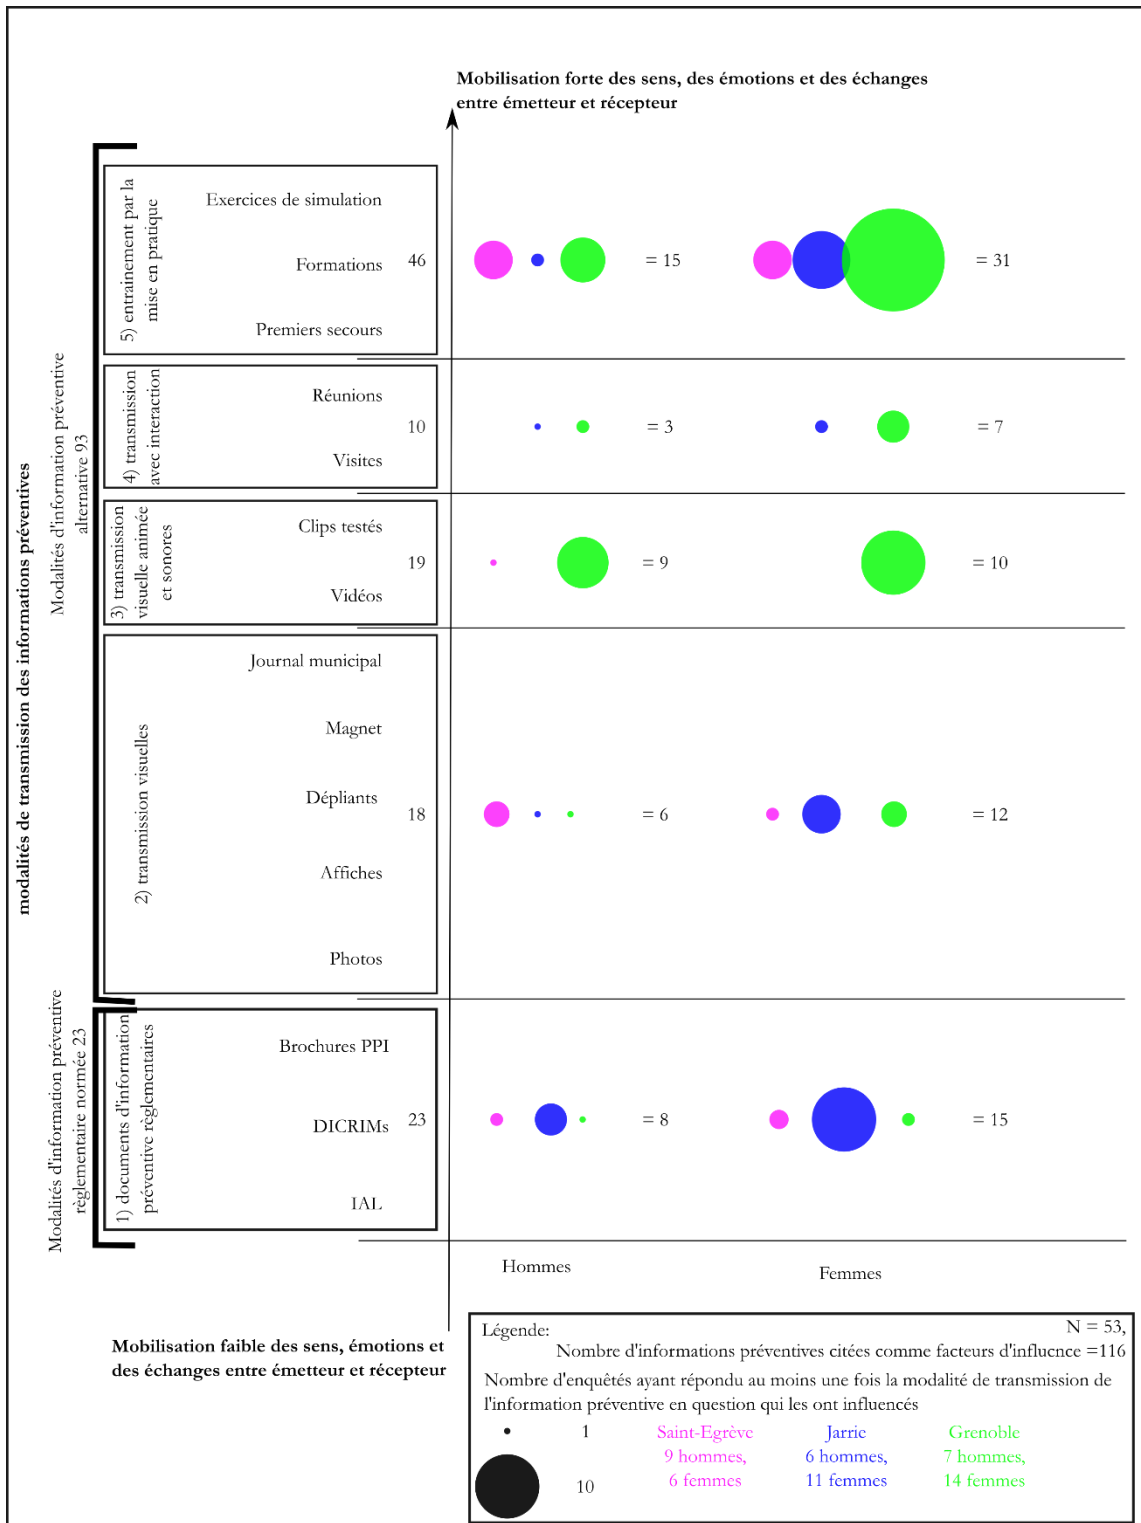 Mobilisation forte des sens, des émotions et des échanges
entre émetteur et récepteur
modalités de transmission des informations préventives
Modalités d'information préventive
alternative 93
5) entrainement par la
mise en pratique
Exercices de simulation
Formations
46
Premiers secours
= 15
= 31
4) transmission
avec interaction
Réunions
10
Visites
= 3
= 7
3) transmission
visuelle animée
et sonores
Clips testés
19
Vidéos
= 9
= 10
2) transmission visuelles
Journal municipal
Magnet
Dépliants
18
Affiches
Photos
= 6
= 12
Modalités d'information préventive
règlementaire normée 23
1) documents d'information
préventive règlementaires
Brochures PPI
DICRIMs
23
IAL
= 8
= 15
Hommes
Femmes
Mobilisation faible des sens, émotions et
des échanges entre émetteur et récepteur
Légende:
N = 53,
Nombre d'informations préventives citées comme facteurs d'influence =116
Nombre d'enquêtés ayant répondu au moins une fois la modalité de transmission de
l'information préventive en question qui les ont influencés
1
10
Saint-Egrève
9 hommes,
6 femmes
Jarrie
6 hommes,
11 femmes
Grenoble
7 hommes,
14 femmes